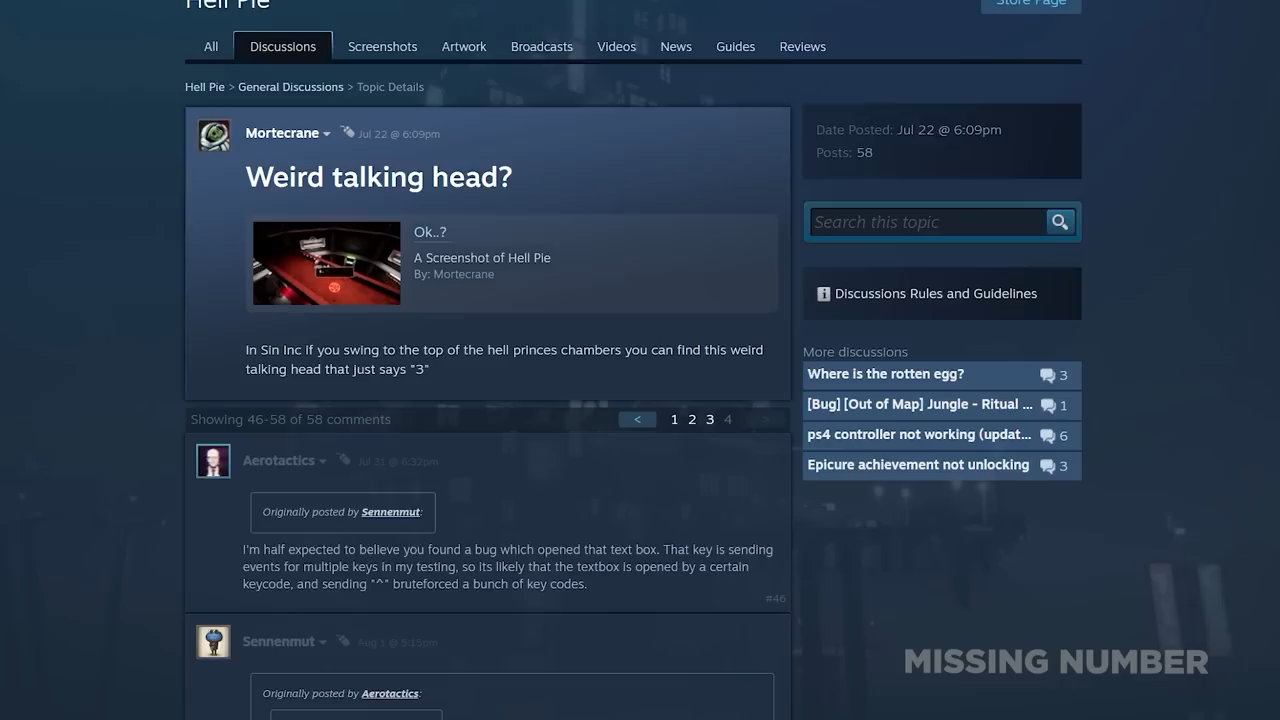 Hell Pie
Store Page
All Discussions Screenshots Artwork Broadcasts Videos News Guides Reviews
Hell Pie > General Discussions > Topic Details
Mortecrane Jul 22 @ 6:09pm
Weird talking head?
Ok..?
A Screenshot of Hell Pie
By: Mortecrane
In Sin Inc if you swing to the top of the hell princes chambers you can find this weird
talking head that just says "3"
Showing 46-58 of 58 comments
< 1 2 3 4 >
Aerotactics Jul 31 @ 6:32pm
Originally posted by Sennenmut:
I'm half expected to believe you found a bug which opened that text box. That key is sending
events for multiple keys in my testing, so its likely that the textbox is opened by a certain
keycode, and sending "^" bruteforced a bunch of key codes.
#46
Sennenmut Aug 1 @ 5:15pm
Originally posted by Aerotactics:
Date Posted: Jul 22 @ 6:09pm
Posts: 58
Search this topic
Discussions Rules and Guidelines
More discussions
Where is the rotten egg? 3
[Bug] [Out of Map] Jungle - Ritual ... 1
ps4 controller not working (updat... 6
Epicure achievement not unlocking 3
MISSING NUMBER